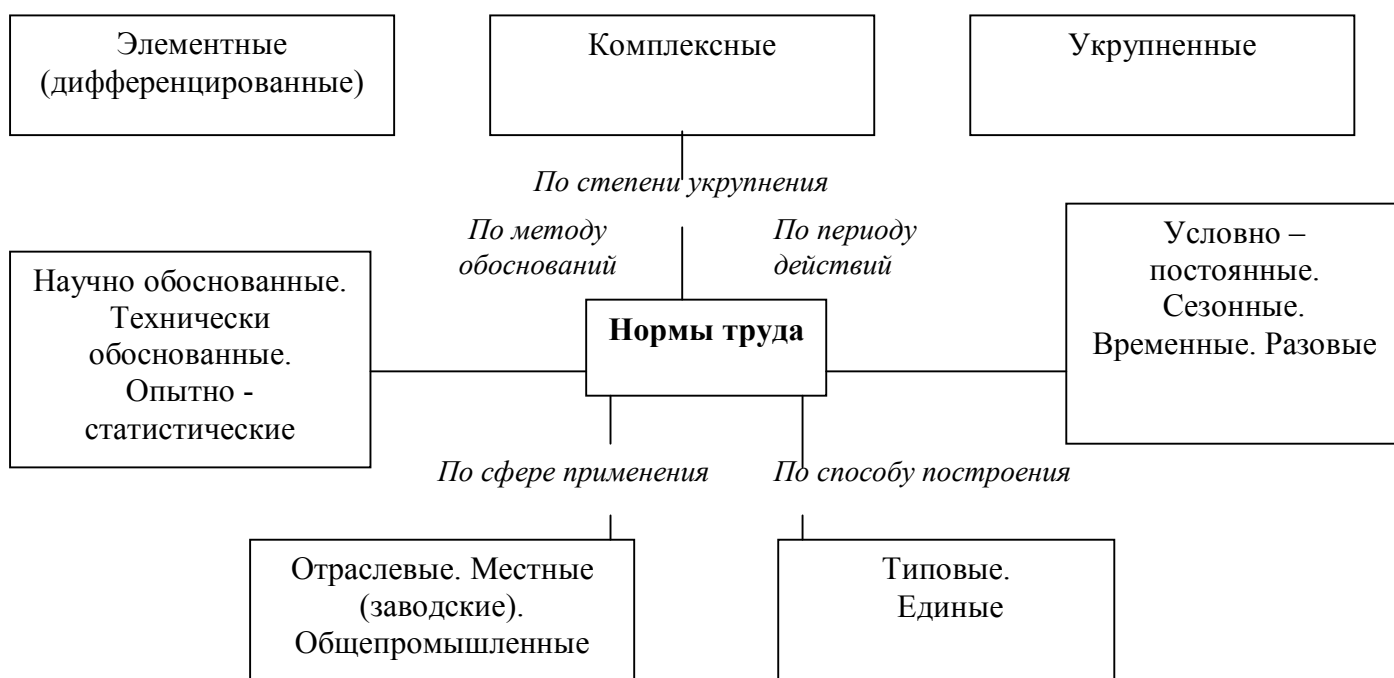 Элементные
(дифференцированные)
Комплексные
Укрупненные
По степени укрупнения
По методу
обоснований
По периоду
действий
Научно обоснованные.
Технически
обоснованные.
Опытно -
статистические
Нормы труда
Условно –
постоянные.
Сезонные.
Временные. Разовые
По сфере применения
По способу построения
Отраслевые. Местные
(заводские).
Общепромышленные
Типовые.
Единые